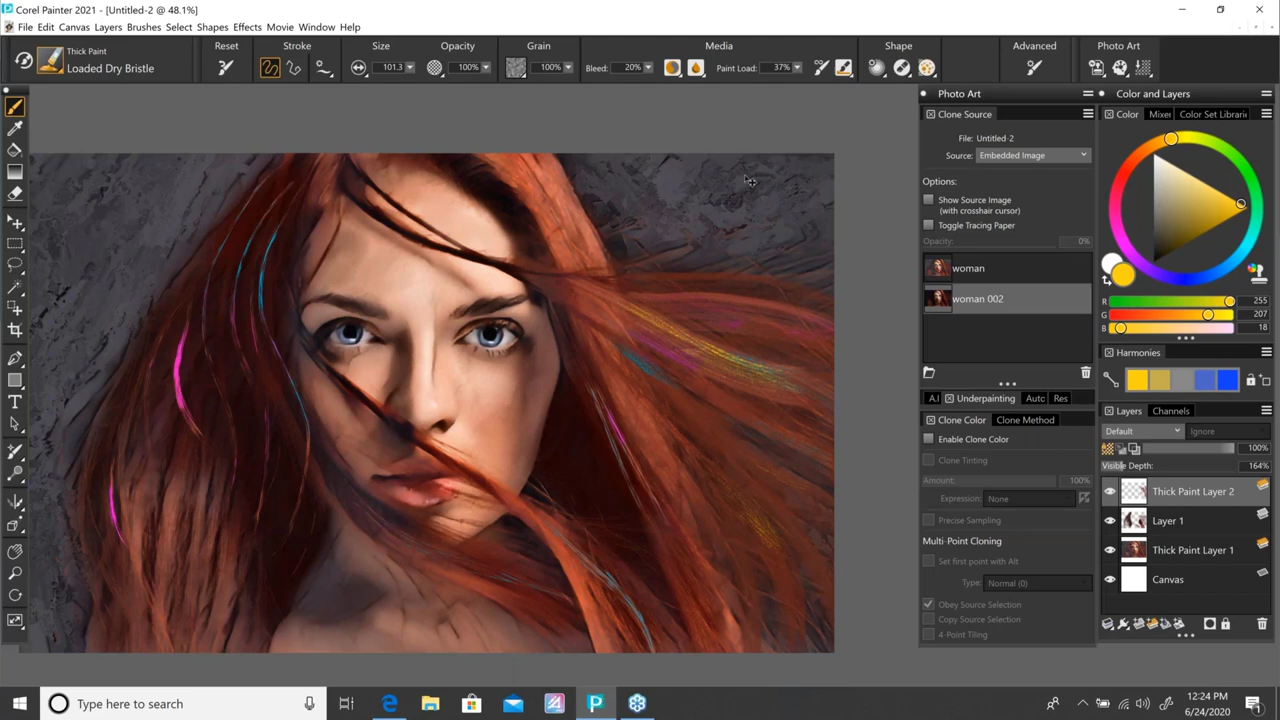 Corel Painter 2021 - [Untitled-2 @ 48.1%]
File Edit Canvas Layers Brushes Select Shapes Effects Movie Window Help
Thick Paint
Loaded Dry Bristle
Reset Stroke Size Opacity Grain Media Shape Advanced Photo Art
101.3 100% 100% Bleed: 20% Paint Load: 37%
Photo Art
Clone Source
File: Untitled-2
Source: Embedded Image
Options:
Show Source Image
(with crosshair cursor)
Toggle Tracing Paper
Opacity: 0%
woman
woman 002
A.I Underpainting Autc Res
Clone Color Clone Method
Enable Clone Color
Clone Tinting
Amount: 100%
Expression: None
Precise Sampling
Multi-Point Cloning
Set first point with Alt
Type: Normal (0)
Obey Source Selection
Copy Source Selection
4-Point Tiling
Color and Layers
Color Mixer Color Set Librari
R 255
G 207
B 18
Harmonies
Layers Channels
Default Ignore
100%
Visible Depth: 164%
Thick Paint Layer 2
Layer 1
Thick Paint Layer 1
Canvas
Type here to search
12:24 PM
6/24/2020